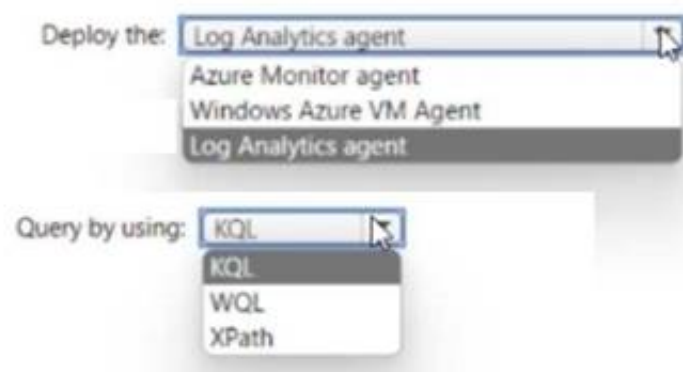 Deploy the: Log Analytics agent
Azure Monitor agent
Windows Azure VM Agent
Log Analytics agent
Query by using: KQL
KQL
WQL
XPath